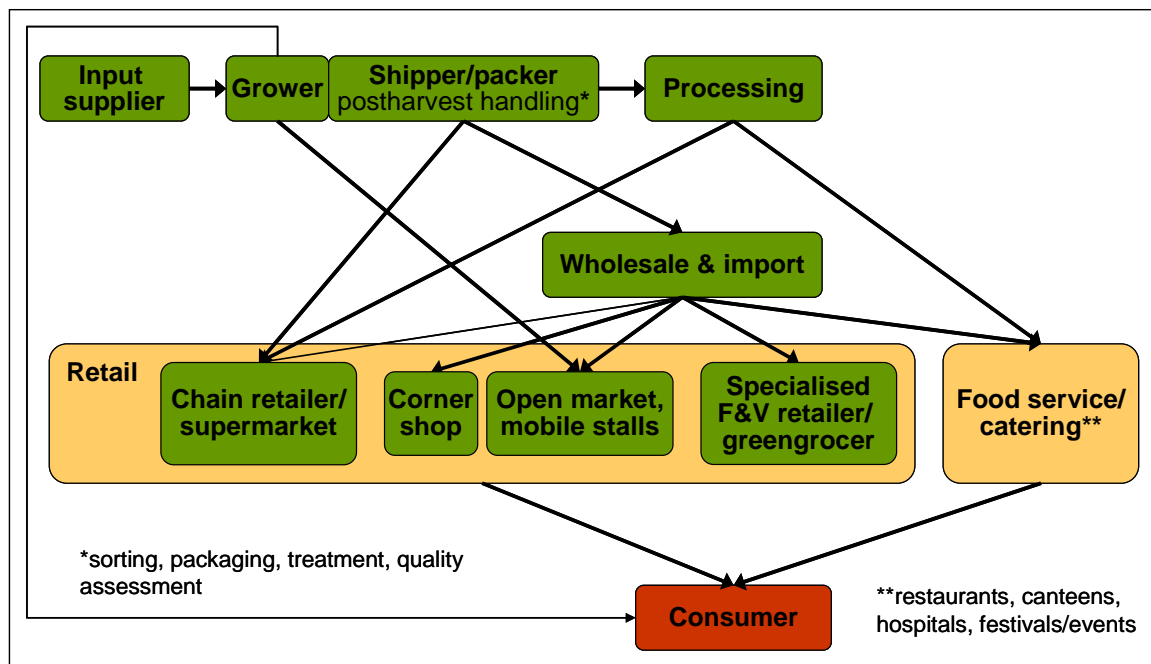 Input
supplier
Grower
Shipper/packer
postharvest handling*
Processing
Wholesale & import
Retail
Chain retailer/
supermarket
Corner
shop
Open market,
mobile stalls
Specialised
F&V retailer/
greengrocer
Food service/
catering**
*sorting, packaging, treatment, quality
assessment
Consumer
**restaurants, canteens,
hospitals, festivals/events